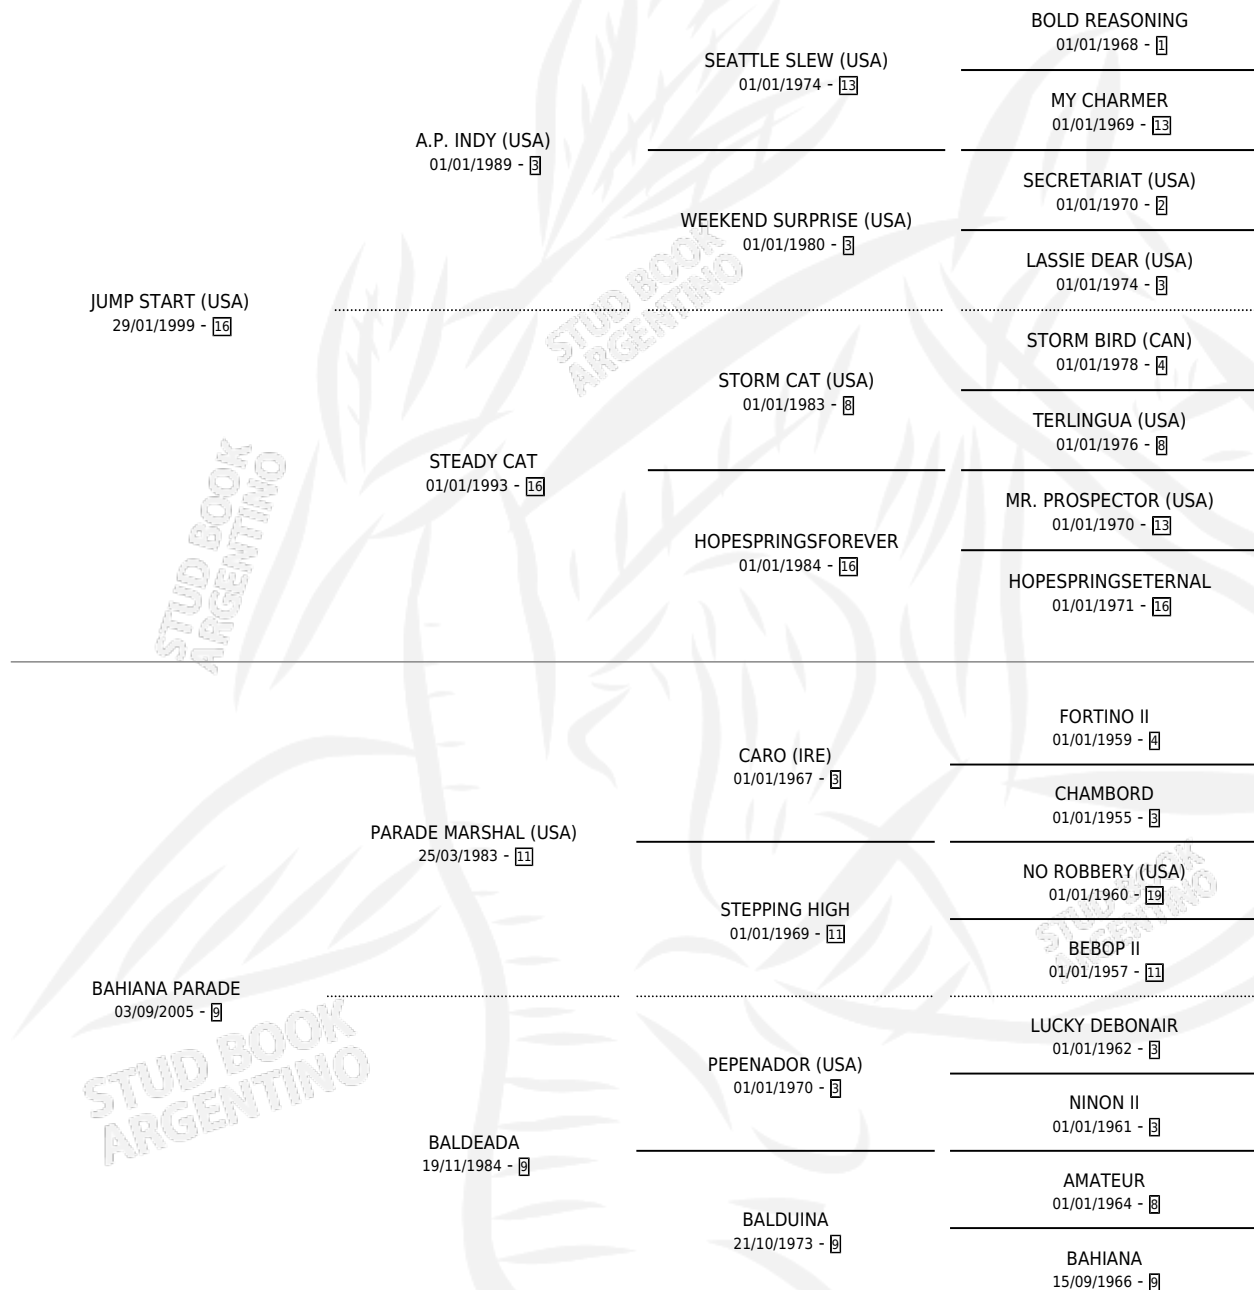 BOLD REASONING
01/01/1968 - 1
SEATTLE SLEW (USA)
01/01/1974 - 13
MY CHARMER
01/01/1969 - 13
A.P. INDY (USA)
01/01/1989 - 3
SECRETARIAT (USA)
01/01/1970 - 2
WEEKEND SURPRISE (USA)
01/01/1980 - 3
LASSIE DEAR (USA)
01/01/1974 - 3
JUMP START (USA)
29/01/1999 - 16
STORM BIRD (CAN)
01/01/1978 - 4
STORM CAT (USA)
01/01/1983 - 8
TERLINGUA (USA)
01/01/1976 - 8
STEADY CAT
01/01/1993 - 16
MR. PROSPECTOR (USA)
01/01/1970 - 13
HOPESPRINGSFOREVER
01/01/1984 - 16
HOPESPRINGSETERNAL
01/01/1971 - 16
FORTINO II
01/01/1959 - 4
CARO (IRE)
01/01/1967 - 3
CHAMBORD
01/01/1955 - 3
PARADE MARSHAL (USA)
25/03/1983 - 11
NO ROBBERY (USA)
01/01/1960 - 19
STEPPING HIGH
01/01/1969 - 11
BEBOP II
01/01/1957 - 11
BAHIANA PARADE
03/09/2005 - 9
LUCKY DEBONAIR
01/01/1962 - 3
PEPENADOR (USA)
01/01/1970 - 3
NINON II
01/01/1961 - 3
BALDEADA
19/11/1984 - 9
AMATEUR
01/01/1964 - 8
BALDUINA
21/10/1973 - 9
BAHIANA
15/09/1966 - 9
STUD BOOK
ARGENTINO
STUD BOOK
ARGENTINO
STUD BOOK
ARGENTINO
STUD BOOK
ARGENTINO